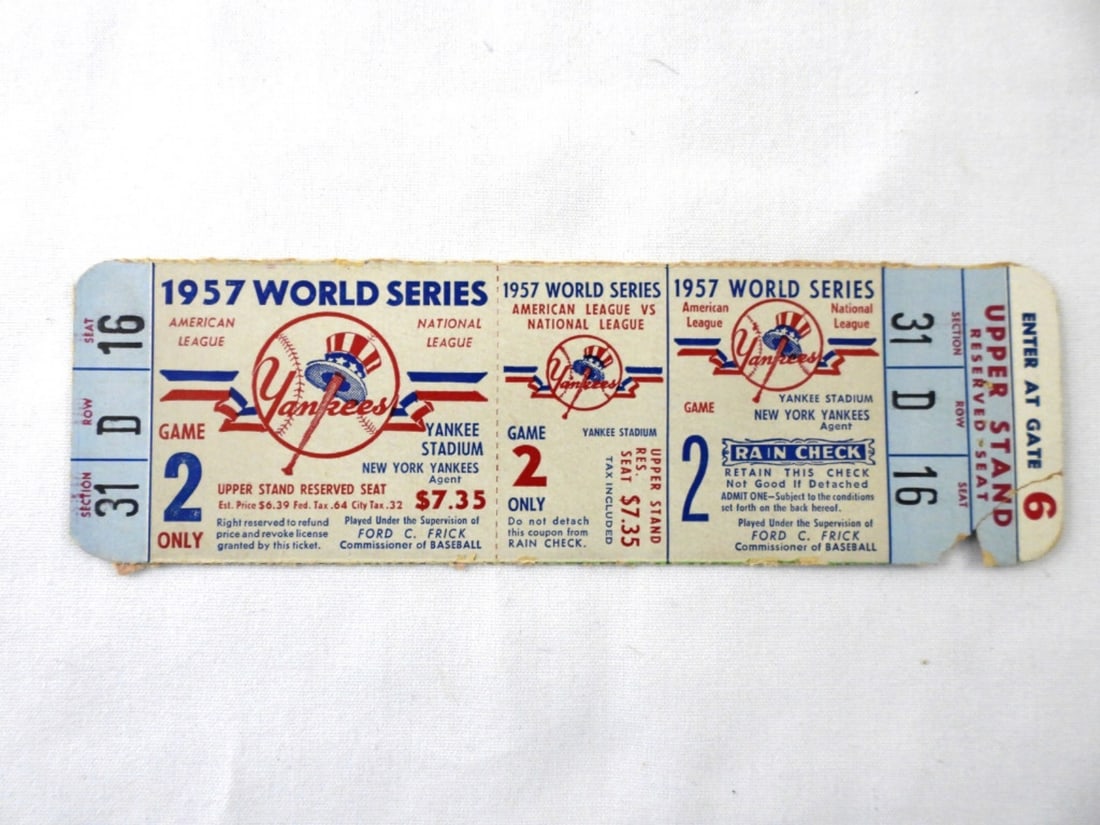 SEAT 16
ROW D
SECTION 31
1957 WORLD SERIES
AMERICAN LEAGUE
NATIONAL LEAGUE
Yankees
GAME
2
ONLY
YANKEE
STADIUM
NEW YORK YANKEES
Agent
UPPER STAND RESERVED SEAT
Est. Price $6.39 Fed. Tax .64 City Tax .32
$7.35
Right reserved to refund
price and revoke license
granted by this ticket.
Played Under the Supervision of
FORD C. FRICK
Commissioner of BASEBALL
1957 WORLD SERIES
AMERICAN LEAGUE VS
NATIONAL LEAGUE
Yankees
GAME
2
ONLY
YANKEE STADIUM
Do not detach
this coupon from
RAIN CHECK.
TAX INCLUDED
RES.
SEAT $7.35
UPPER STAND
1957 WORLD SERIES
American
League
National
League
Yankees
GAME
2
YANKEE STADIUM
NEW YORK YANKEES
Agent
RAIN CHECK
RETAIN THIS CHECK
Not Good If Detached
ADMIT ONE—Subject to the conditions
set forth on the back hereof.
Played Under the Supervision of
FORD C. FRICK
Commissioner of BASEBALL
31 SECTION
D ROW
16 SEAT
UPPER STAND
RESERVED SEAT
ENTER AT GATE 6